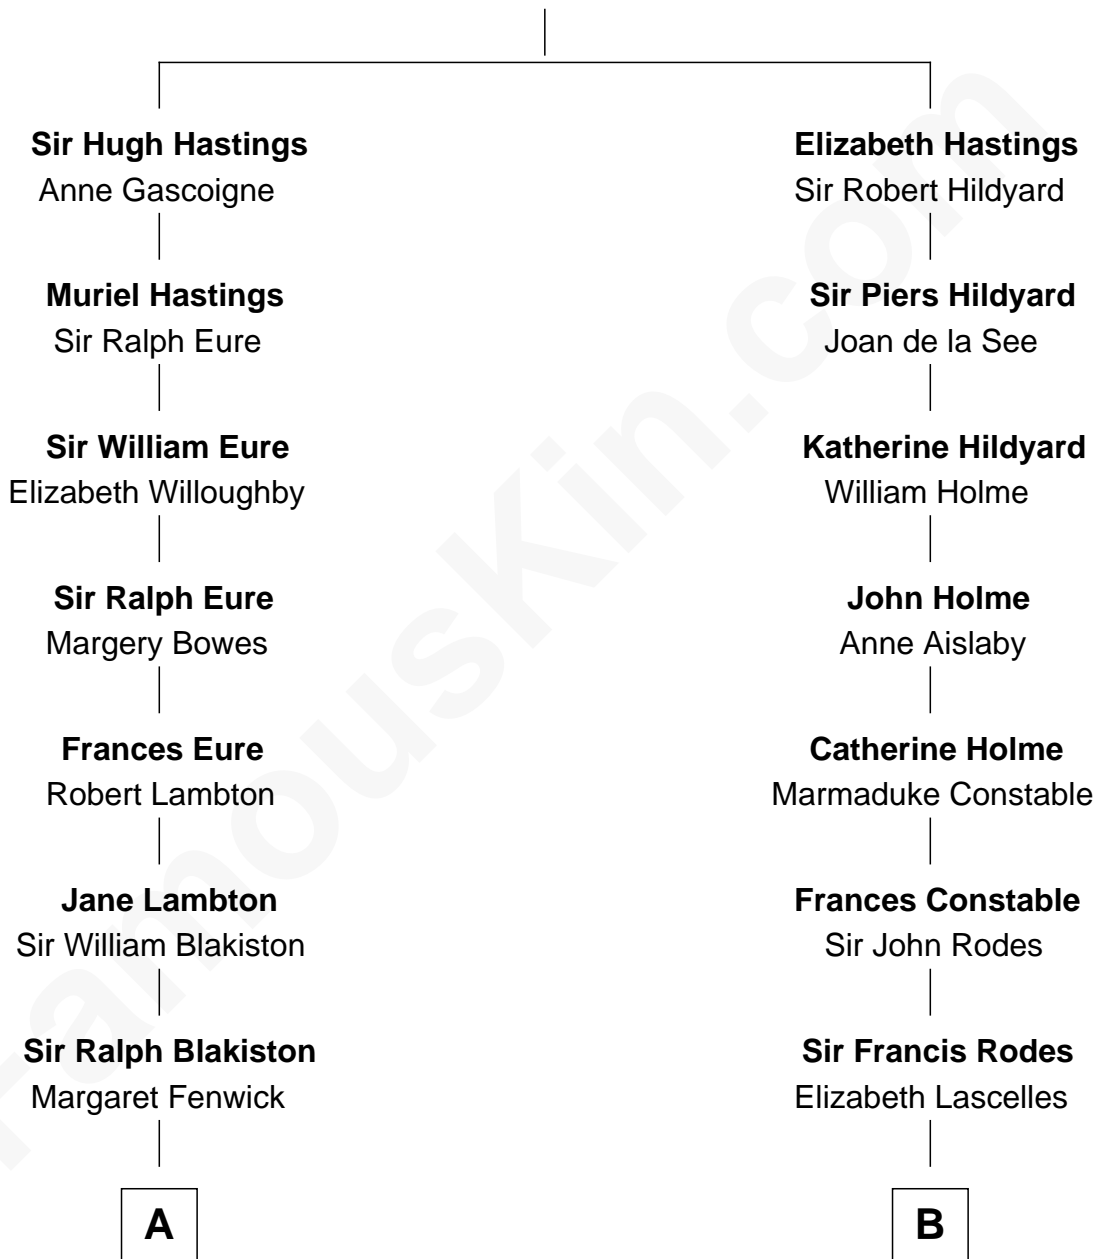 Sir Hugh Hastings
Anne Gascoigne
Muriel Hastings
Sir Ralph Eure
Sir William Eure
Elizabeth Willoughby
Sir Ralph Eure
Margery Bowes
Frances Eure
Robert Lambton
Jane Lambton
Sir William Blakiston
Sir Ralph Blakiston
Margaret Fenwick
A
Elizabeth Hastings
Sir Robert Hildyard
Sir Piers Hildyard
Joan de la See
Katherine Hildyard
William Holme
John Holme
Anne Aislaby
Catherine Holme
Marmaduke Constable
Frances Constable
Sir John Rodes
Sir Francis Rodes
Elizabeth Lascelles
B
FamousKin.com